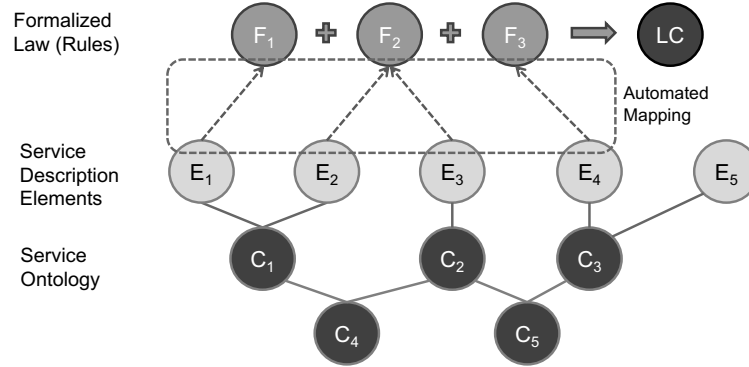 Formalized
Law (Rules)
F₁ + F₂ + F₃ LC
Automated
Mapping
Service
Description
Elements
E₁ E₂ E₃ E₄ E₅
Service
Ontology
C₁ C₂ C₃
C₄ C₅